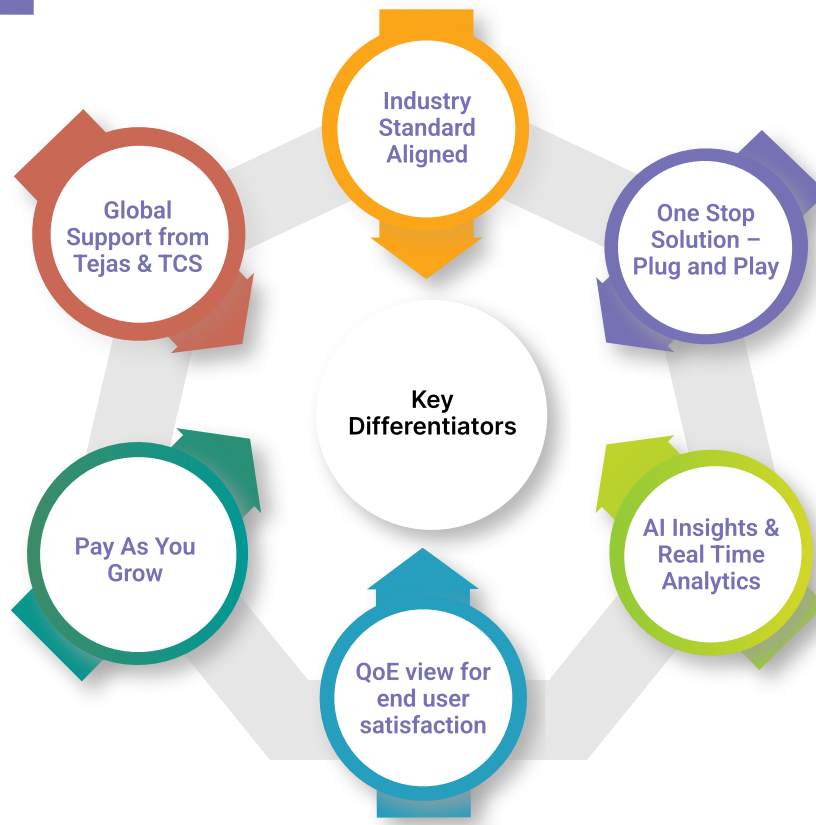 Industry
Standard
Aligned
One Stop
Solution –
Plug and Play
AI Insights &
Real Time
Analytics
QoE view for
end user
satisfaction
Pay As You
Grow
Global
Support from
Tejas & TCS
Key
Differentiators